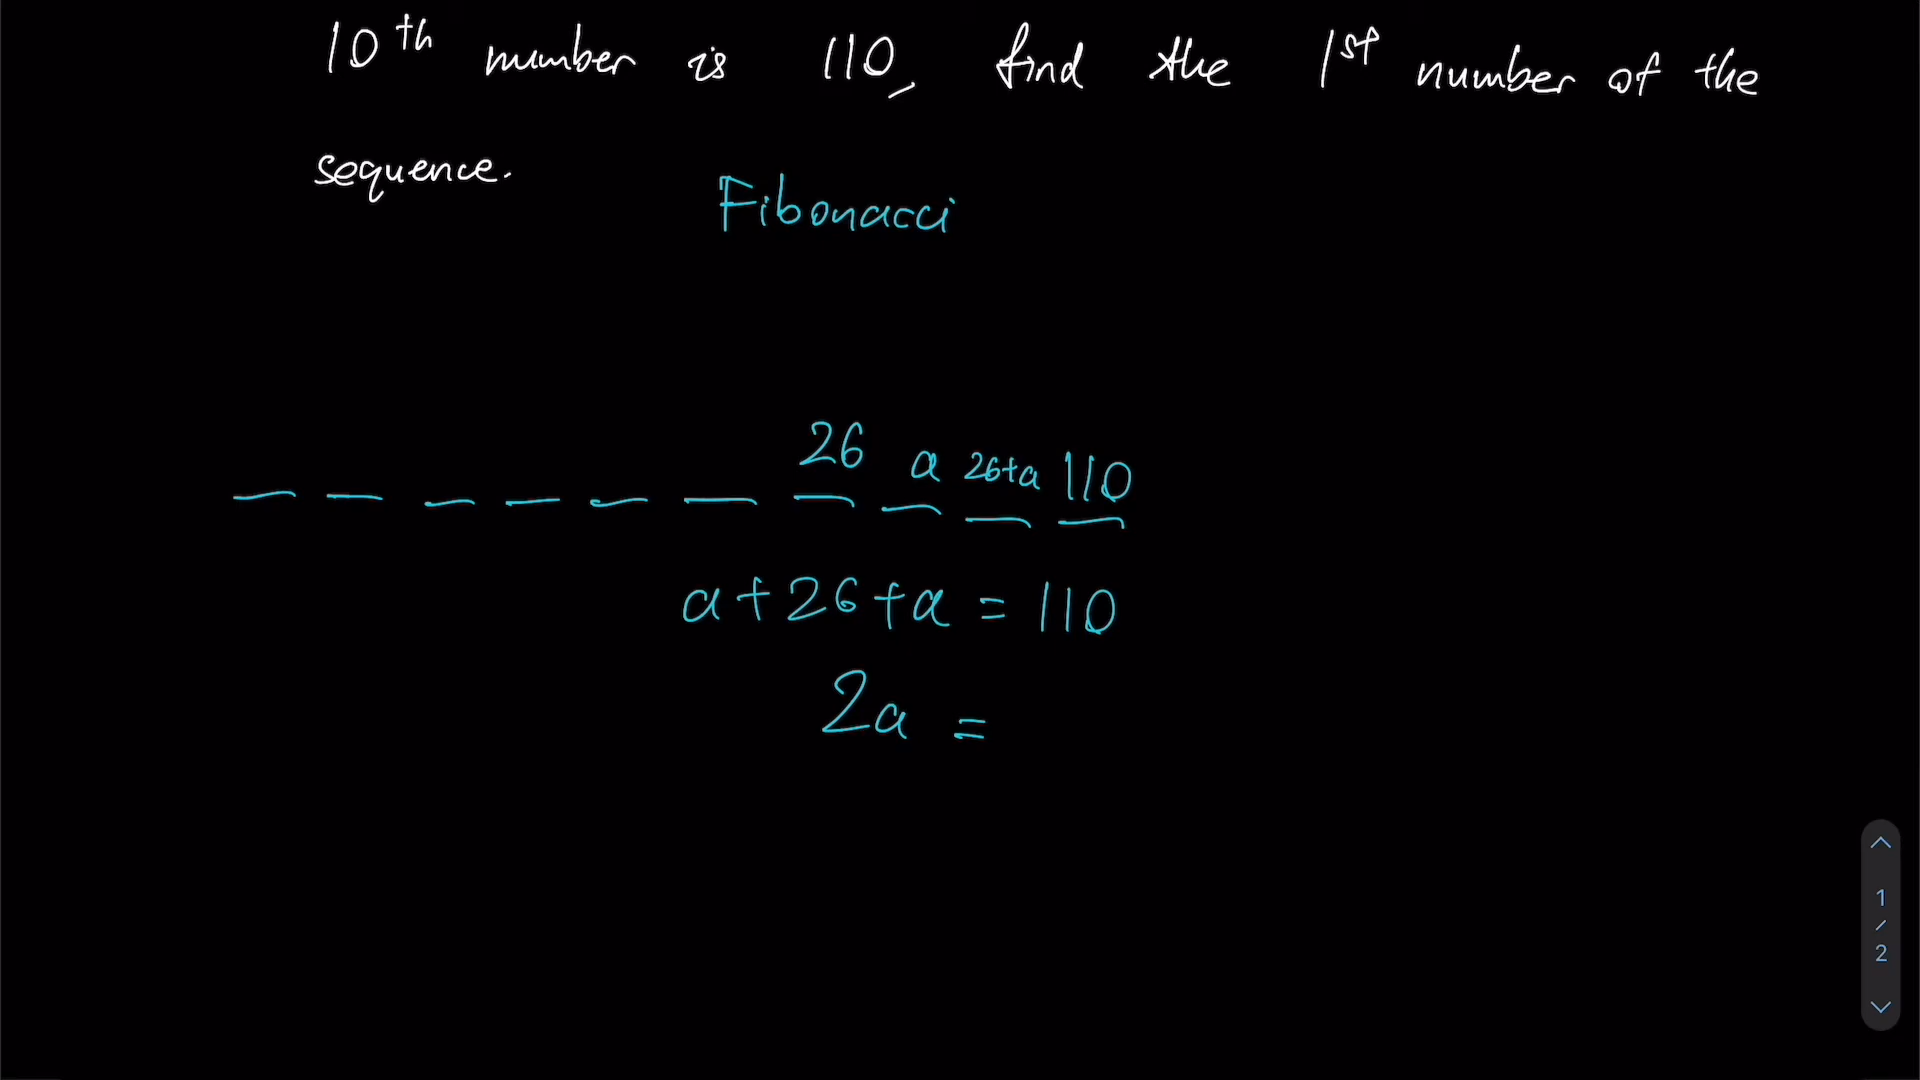 10th number is 110, find the 1st number of the
sequence.
Fibonacci
26 a 26+a 110
a+26+a = 110
2a =
1
/
2